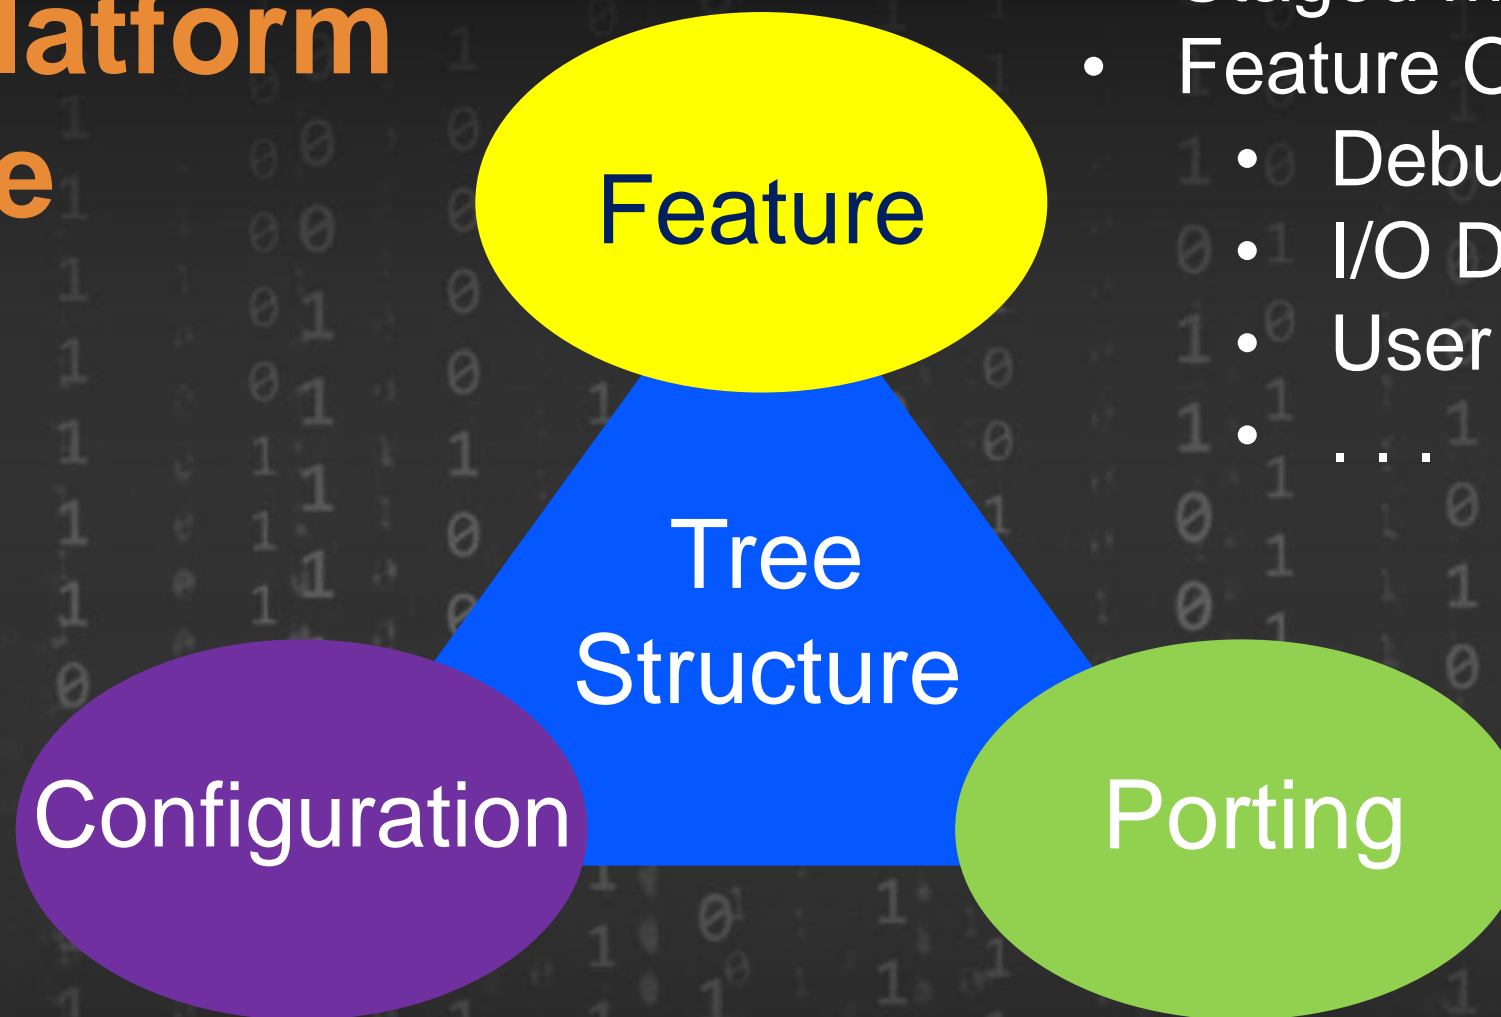 latform
e
Feature
• Feature
• Debu
• I/O D
• User
• . . .
Tree
Structure
Configuration
Porting